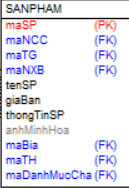 SANPHAM
maSP (PK)
maNCC (FK)
maTG (FK)
maNXB (FK)
tenSP
giaBan
thongTinSP
anhMinhHoa
maBia (FK)
maTH (FK)
maDanhMucCha (FK)